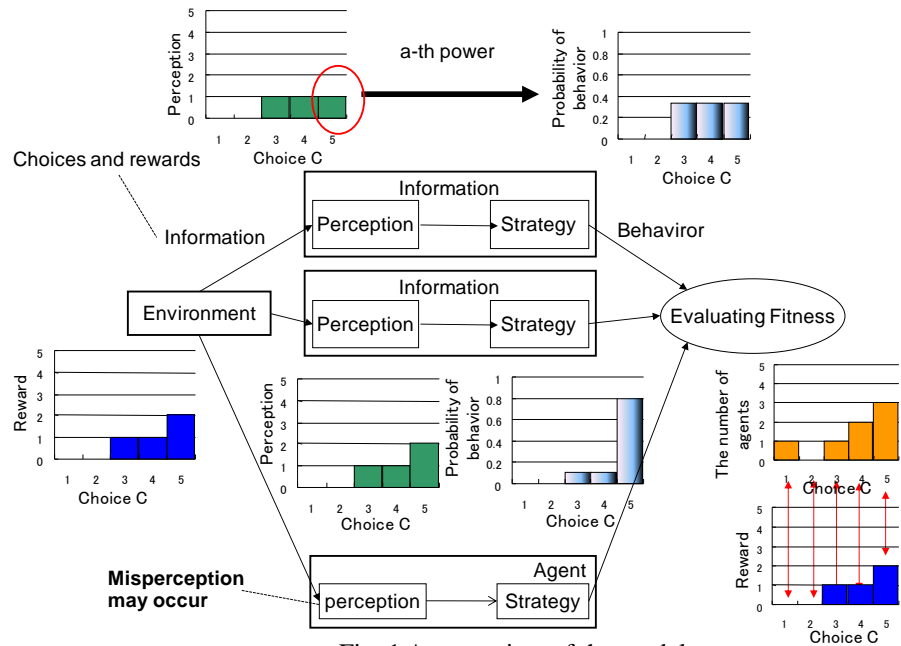 5
4
3
2
1
0
Perception
1 2 3 4 5
Choice C
a-th power
1
0.8
0.6
0.4
0.2
0
Probability of
behavior
1 2 3 4 5
Choice C
Choices and rewards
Information
Information
Perception
Strategy
Behaviror
Information
Perception
Strategy
Environment
Evaluating Fitness
5
4
3
2
1
0
Reward
1 2 3 4 5
Choice C
5
4
3
2
1
0
Perception
1 2 3 4 5
Choice C
1
0.8
0.6
0.4
0.2
0
Probability of
behavior
1 2 3 4 5
Choice C
5
4
3
2
1
0
The number of
agents
1 2 3 4 5
Choice C
5
4
3
2
1
0
Reward
1 2 3 4 5
Choice C
Misperception
may occur
Agent
perception
Strategy